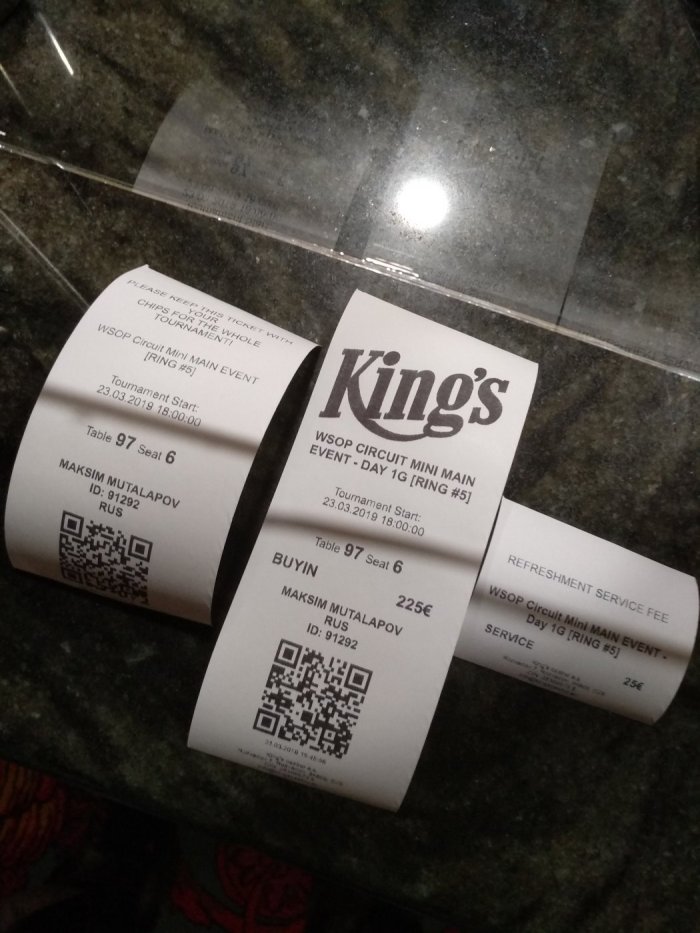 PLEASE KEEP THIS TICKET WITH
YOUR
CHIPS FOR THE WHOLE
TOURNAMENT!
WSOP Circuit Mini MAIN EVENT
[RING #5]
Tournament Start:
23.03.2019 18:00:00
Table 97 Seat 6
MAKSIM MUTALAPOV
ID: 91292
RUS
King's
WSOP CIRCUIT MINI MAIN
EVENT - DAY 1G [RING #5]
Tournament Start:
23.03.2019 18:00:00
Table 97 Seat 6
BUYIN
225€
MAKSIM MUTALAPOV
RUS
ID: 91292
REFRESHMENT SERVICE FEE
WSOP Circuit Mini MAIN EVENT -
Day 1G [RING #5]
SERVICE
25€